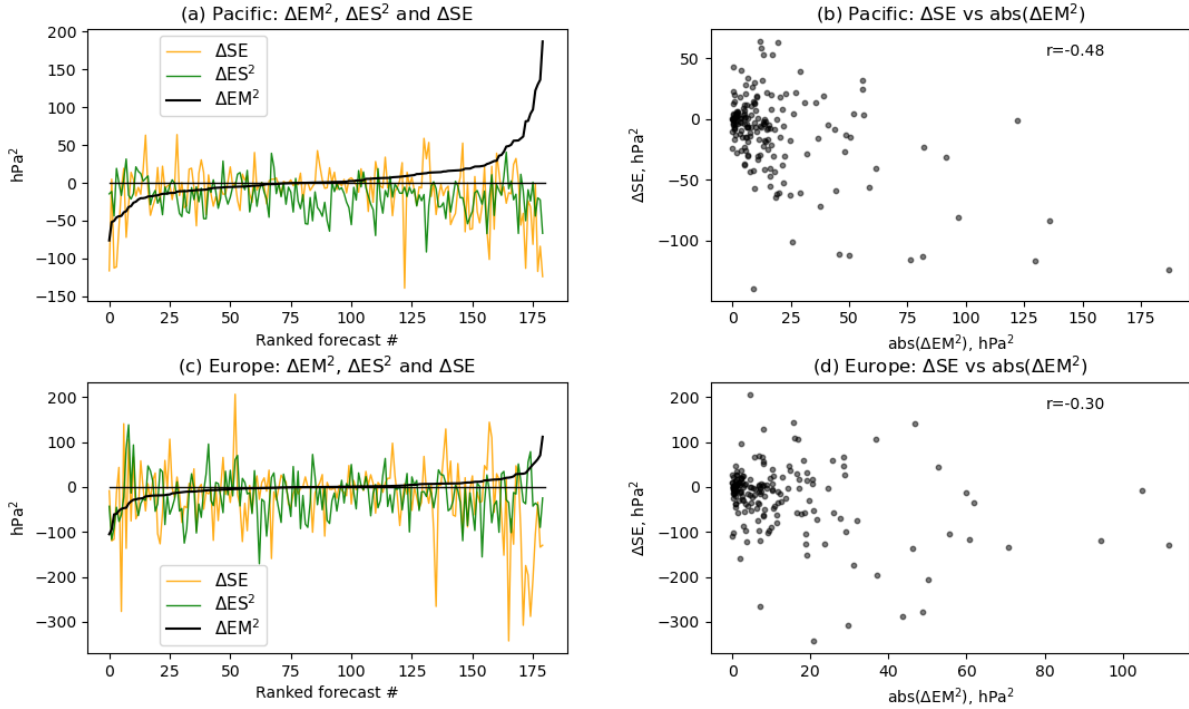 (a) Pacific: ΔEM², ΔES² and ΔSE
hPa²
200
150
100
50
0
−50
−100
−150
ΔSE
ΔES²
ΔEM²
0 25 50 75 100 125 150 175
Ranked forecast #
(b) Pacific: ΔSE vs abs(ΔEM²)
r=-0.48
ΔSE, hPa²
50
0
−50
−100
0 25 50 75 100 125 150 175
abs(ΔEM²), hPa²
(c) Europe: ΔEM², ΔES² and ΔSE
hPa²
200
100
0
−100
−200
−300
ΔSE
ΔES²
ΔEM²
0 25 50 75 100 125 150 175
Ranked forecast #
(d) Europe: ΔSE vs abs(ΔEM²)
r=-0.30
ΔSE, hPa²
200
100
0
−100
−200
−300
0 20 40 60 80 100
abs(ΔEM²), hPa²